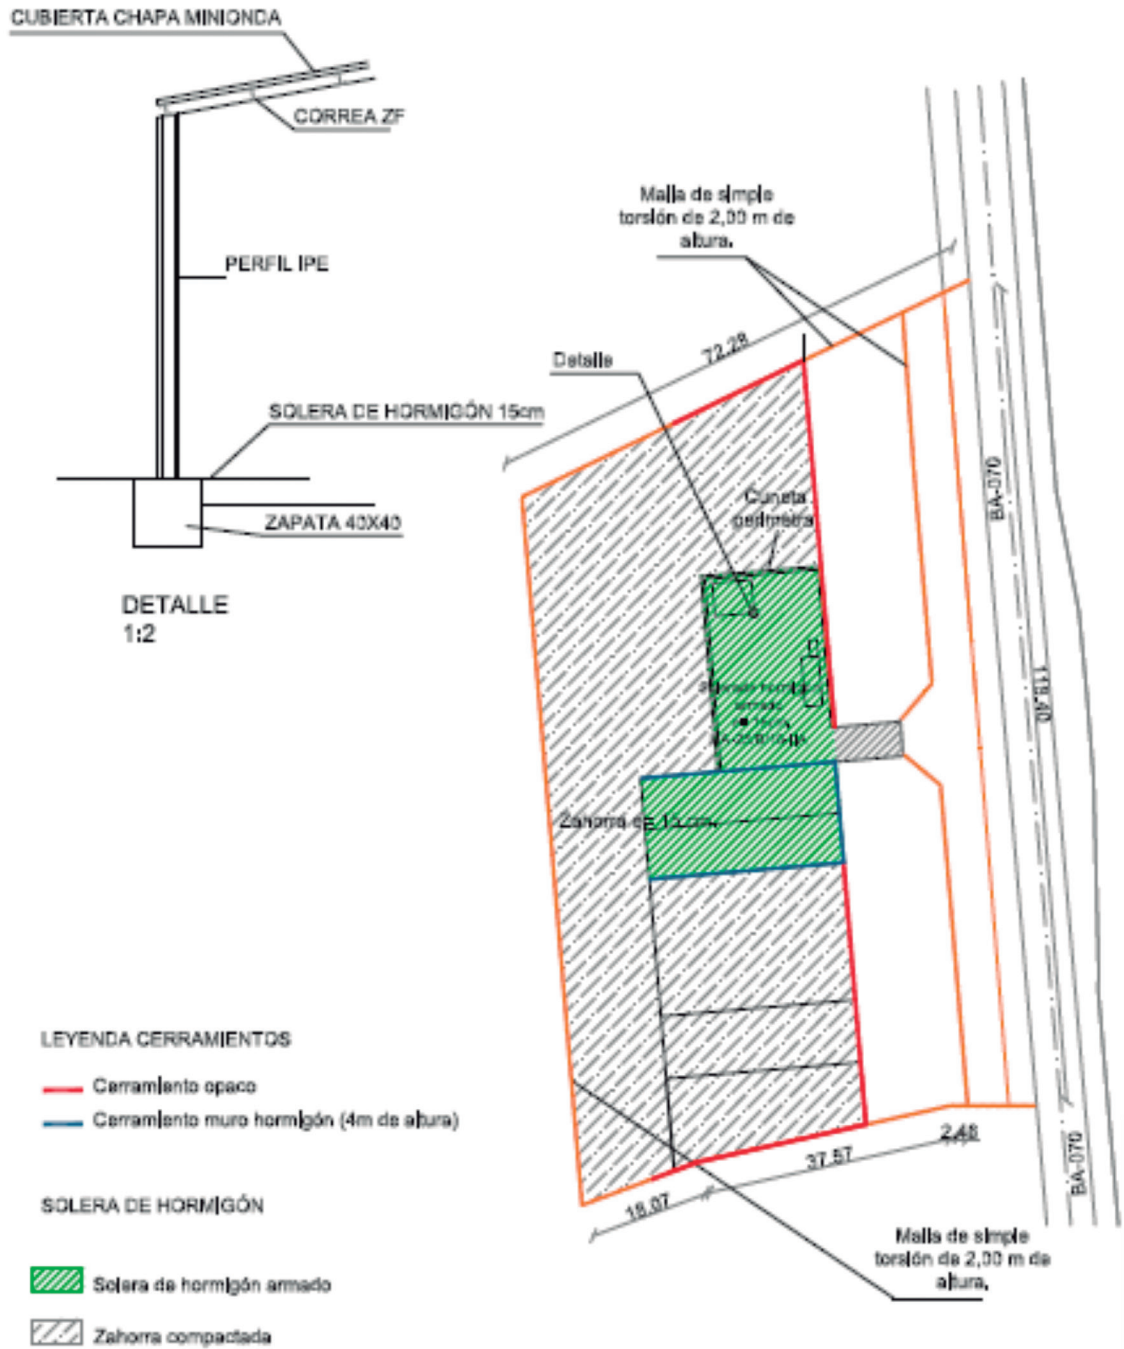 CUBIERTA CHAPA MINIONDA
CORREA ZF
PERFIL IPE
SOLERA DE HORMIGÓN 15cm
ZAPATA 40X40
DETALLE
1:2
Malla de simple
torsión de 2,00 m de
altura.
72.28
Detalle
Cuneta
perimetra
BA-070
armado
Zahorra de 15 cm.
2.48
37.57
18.07
BA-070
Malla de simple
torsión de 2,00 m de
altura.
LEYENDA CERRAMIENTOS
Cerramiento opaco
Cerramiento muro hormigón (4m de altura)
SOLERA DE HORMIGÓN
Solera de hormigón armado
Zahorra compactada